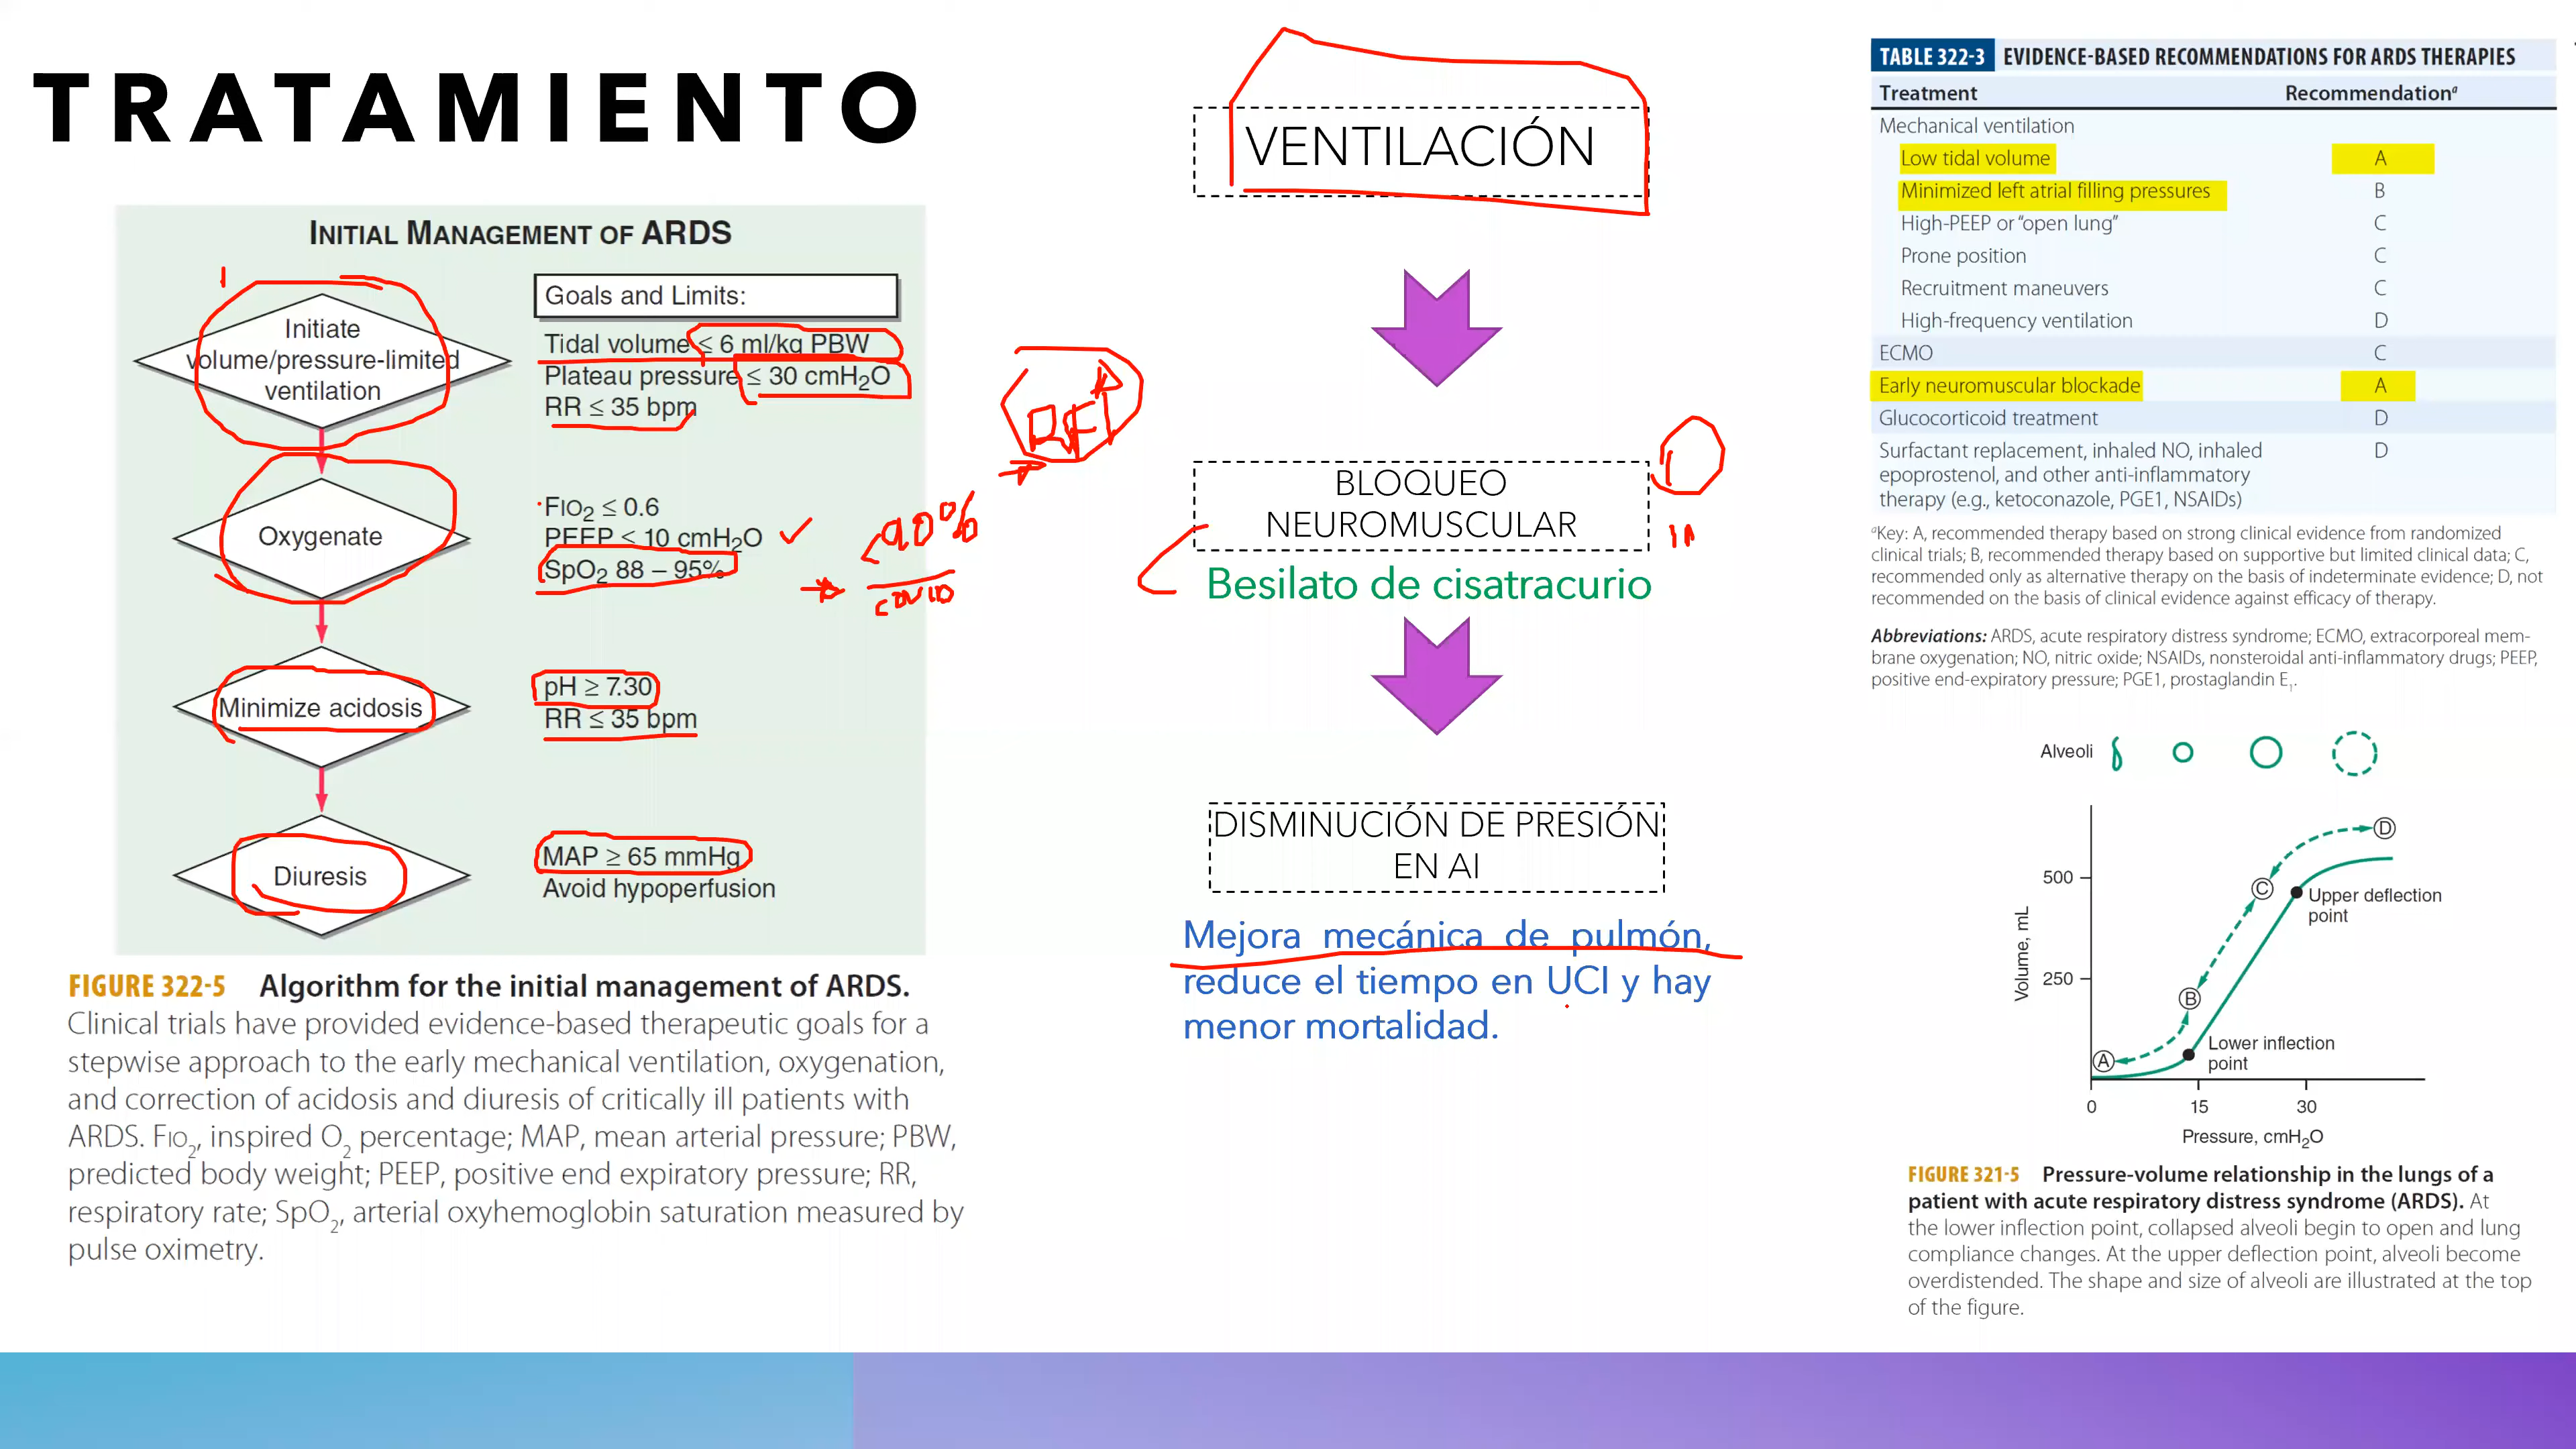 TRATAMIENTO
INITIAL MANAGEMENT OF ARDS
Initiate
volume/pressure-limited
ventilation
Goals and Limits:
Tidal volume ≤ 6 ml/kg PBW
Plateau pressure ≤ 30 cmH2O
RR ≤ 35 bpm
Oxygenate
FIO2 ≤ 0.6
PEEP ≤ 10 cmH2O
SpO2 88 – 95%
<90%
COVID
Minimize acidosis
pH ≥ 7.30
RR ≤ 35 bpm
Diuresis
MAP ≥ 65 mmHg
Avoid hypoperfusion
FIGURE 322-5 Algorithm for the initial management of ARDS.
Clinical trials have provided evidence-based therapeutic goals for a
stepwise approach to the early mechanical ventilation, oxygenation,
and correction of acidosis and diuresis of critically ill patients with
ARDS. FIO2, inspired O2 percentage; MAP, mean arterial pressure; PBW,
predicted body weight; PEEP, positive end expiratory pressure; RR,
respiratory rate; SpO2, arterial oxyhemoglobin saturation measured by
pulse oximetry.
VENTILACIÓN
BLOQUEO
NEUROMUSCULAR
Besilato de cisatracurio
DISMINUCIÓN DE PRESIÓN
EN AI
Mejora mecánica de pulmón,
reduce el tiempo en UCI y hay
menor mortalidad.
TABLE 322-3 EVIDENCE-BASED RECOMMENDATIONS FOR ARDS THERAPIES
Treatment Recommendationa
Mechanical ventilation
Low tidal volume A
Minimized left atrial filling pressures B
High-PEEP or “open lung” C
Prone position C
Recruitment maneuvers C
High-frequency ventilation D
ECMO C
Early neuromuscular blockade A
Glucocorticoid treatment D
Surfactant replacement, inhaled NO, inhaled D
epoprostenol, and other anti-inflammatory
therapy (e.g., ketoconazole, PGE1, NSAIDs)
aKey: A, recommended therapy based on strong clinical evidence from randomized
clinical trials; B, recommended therapy based on supportive but limited clinical data; C,
recommended only as alternative therapy on the basis of indeterminate evidence; D, not
recommended on the basis of clinical evidence against efficacy of therapy.
Abbreviations: ARDS, acute respiratory distress syndrome; ECMO, extracorporeal mem-
brane oxygenation; NO, nitric oxide; NSAIDs, nonsteroidal anti-inflammatory drugs; PEEP,
positive end-expiratory pressure; PGE1, prostaglandin E1.
Alveoli
Volume, mL
500
250
A
B
C
D
Upper deflection
point
Lower inflection
point
0 15 30
Pressure, cmH2O
FIGURE 321-5 Pressure-volume relationship in the lungs of a
patient with acute respiratory distress syndrome (ARDS). At
the lower inflection point, collapsed alveoli begin to open and lung
compliance changes. At the upper deflection point, alveoli become
overdistended. The shape and size of alveoli are illustrated at the top
of the figure.